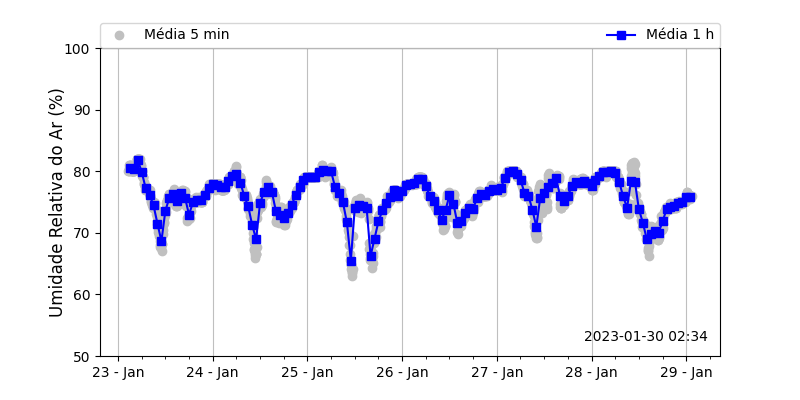 Média 5 min
Média 1 h
Umidade Relativa do Ar (%)
100
90
80
70
60
50
2023-01-30 02:34
23 - Jan
24 - Jan
25 - Jan
26 - Jan
27 - Jan
28 - Jan
29 - Jan